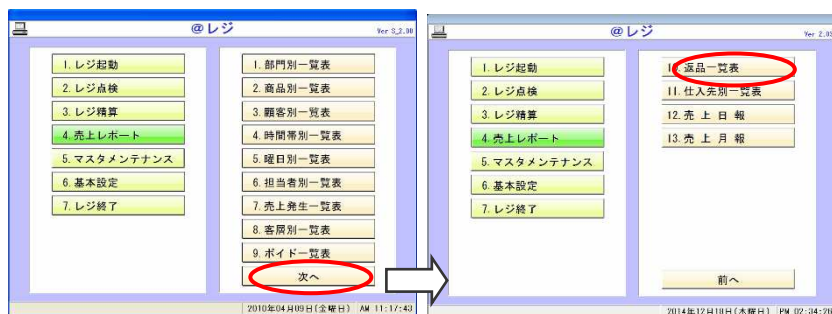 @レジ
Ver S_2.00
1. レジ起動
2. レジ点検
3. レジ精算
4. 売上レポート
5. マスタメンテナンス
6. 基本設定
7. レジ終了
1. 部門別一覧表
2. 商品別一覧表
3. 顧客別一覧表
4. 時間帯別一覧表
5. 曜日別一覧表
6. 担当者別一覧表
7. 売上発生一覧表
8. 客層別一覧表
9. ボイド一覧表
次へ
2010年04月09日(金曜日) AM 11:17:43
@レジ
Ver 2.03
1. レジ起動
2. レジ点検
3. レジ精算
4. 売上レポート
5. マスタメンテナンス
6. 基本設定
7. レジ終了
10. 返品一覧表
11. 仕入先別一覧表
12. 売 上 日 報
13. 売 上 月 報
前へ
2014年12月18日(木曜日) PM 02:34:26